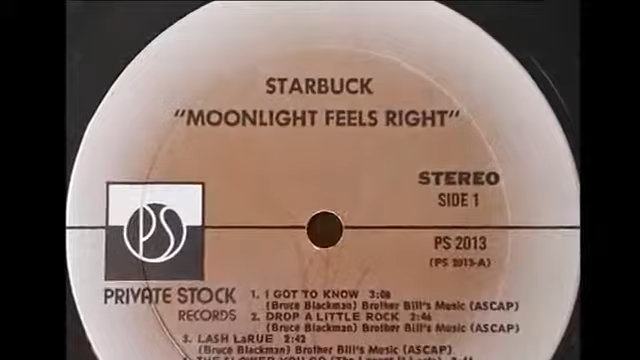 STARBUCK
"MOONLIGHT FEELS RIGHT"
STEREO
SIDE 1
PS
PS 2013
(PS 2013-A)
PRIVATE STOCK
RECORDS
1. I GOT TO KNOW 3:08
(Bruce Blackman) Brother Bill's Music (ASCAP)
2. DROP A LITTLE ROCK 2:46
(Bruce Blackman) Brother Bill's Music (ASCAP)
3. LASH LaRUE 2:42
(Bruce Blackman) Brother Bill's Music (ASCAP)